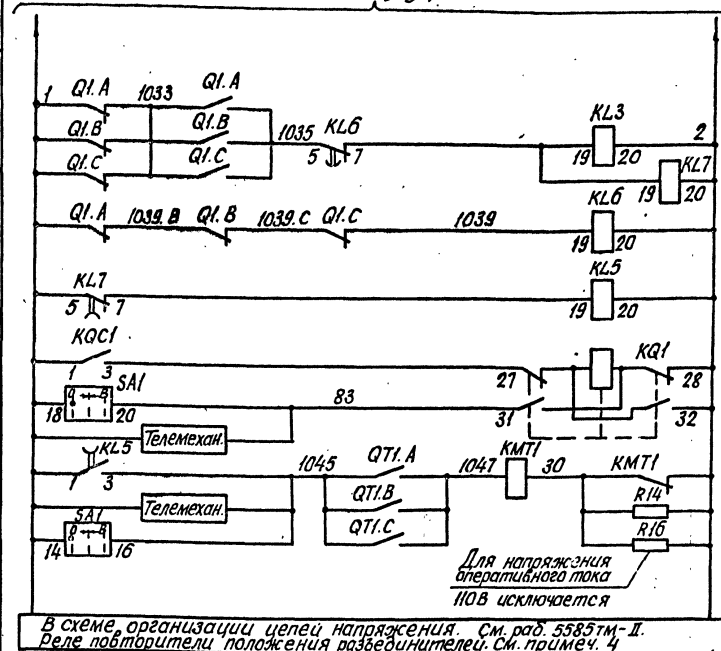 1 Q1.A 1033 Q1.A
Q1.B Q1.B 1035 KL6 KL3 2
Q1.C Q1.C 5 7 19 20 KL7
19 20
Q1.A 1039.В Q1.B 1039.С Q1.C 1039 KL6
19 20
KL7 KL5
5 7 19 20
KQC1 KQ1
1 3 27 28
SA1
0 В
18 20 83 31 32
Телемехан.
KL5
1 3 1045 QT1.A 1047 KMT1 30 KMT1
Телемехан. QT1.B R14
SA1 QT1.C R16
0 В
14 16
Для напряжения
оперативного тока
110В исключается
В схеме организации цепей напряжения. См. раб. 5585тм-II.
Реле повторители положения разъединителей. См. примеч. 4